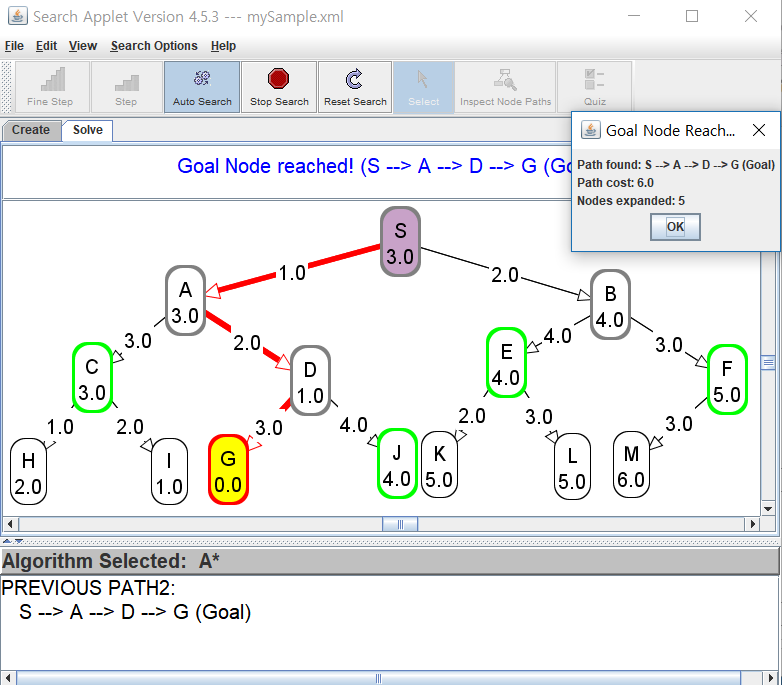 Search Applet Version 4.5.3 --- mySample.xml
File Edit View Search Options Help
Fine Step Step Auto Search Stop Search Reset Search Select Inspect Node Paths Quiz
Create Solve
Goal Node reached! (S --> A --> D --> G (Go
Goal Node Reach...
Path found: S --> A --> D --> G (Goal)
Path cost: 6.0
Nodes expanded: 5
OK
S
3.0
1.0
2.0
A
3.0
B
4.0
3.0
2.0
4.0
3.0
C
3.0
D
1.0
E
4.0
F
5.0
1.0
2.0
3.0
4.0
2.0
3.0
3.0
H
2.0
I
1.0
G
0.0
J
4.0
K
5.0
L
5.0
M
6.0
Algorithm Selected: A*
PREVIOUS PATH2:
S --> A --> D --> G (Goal)